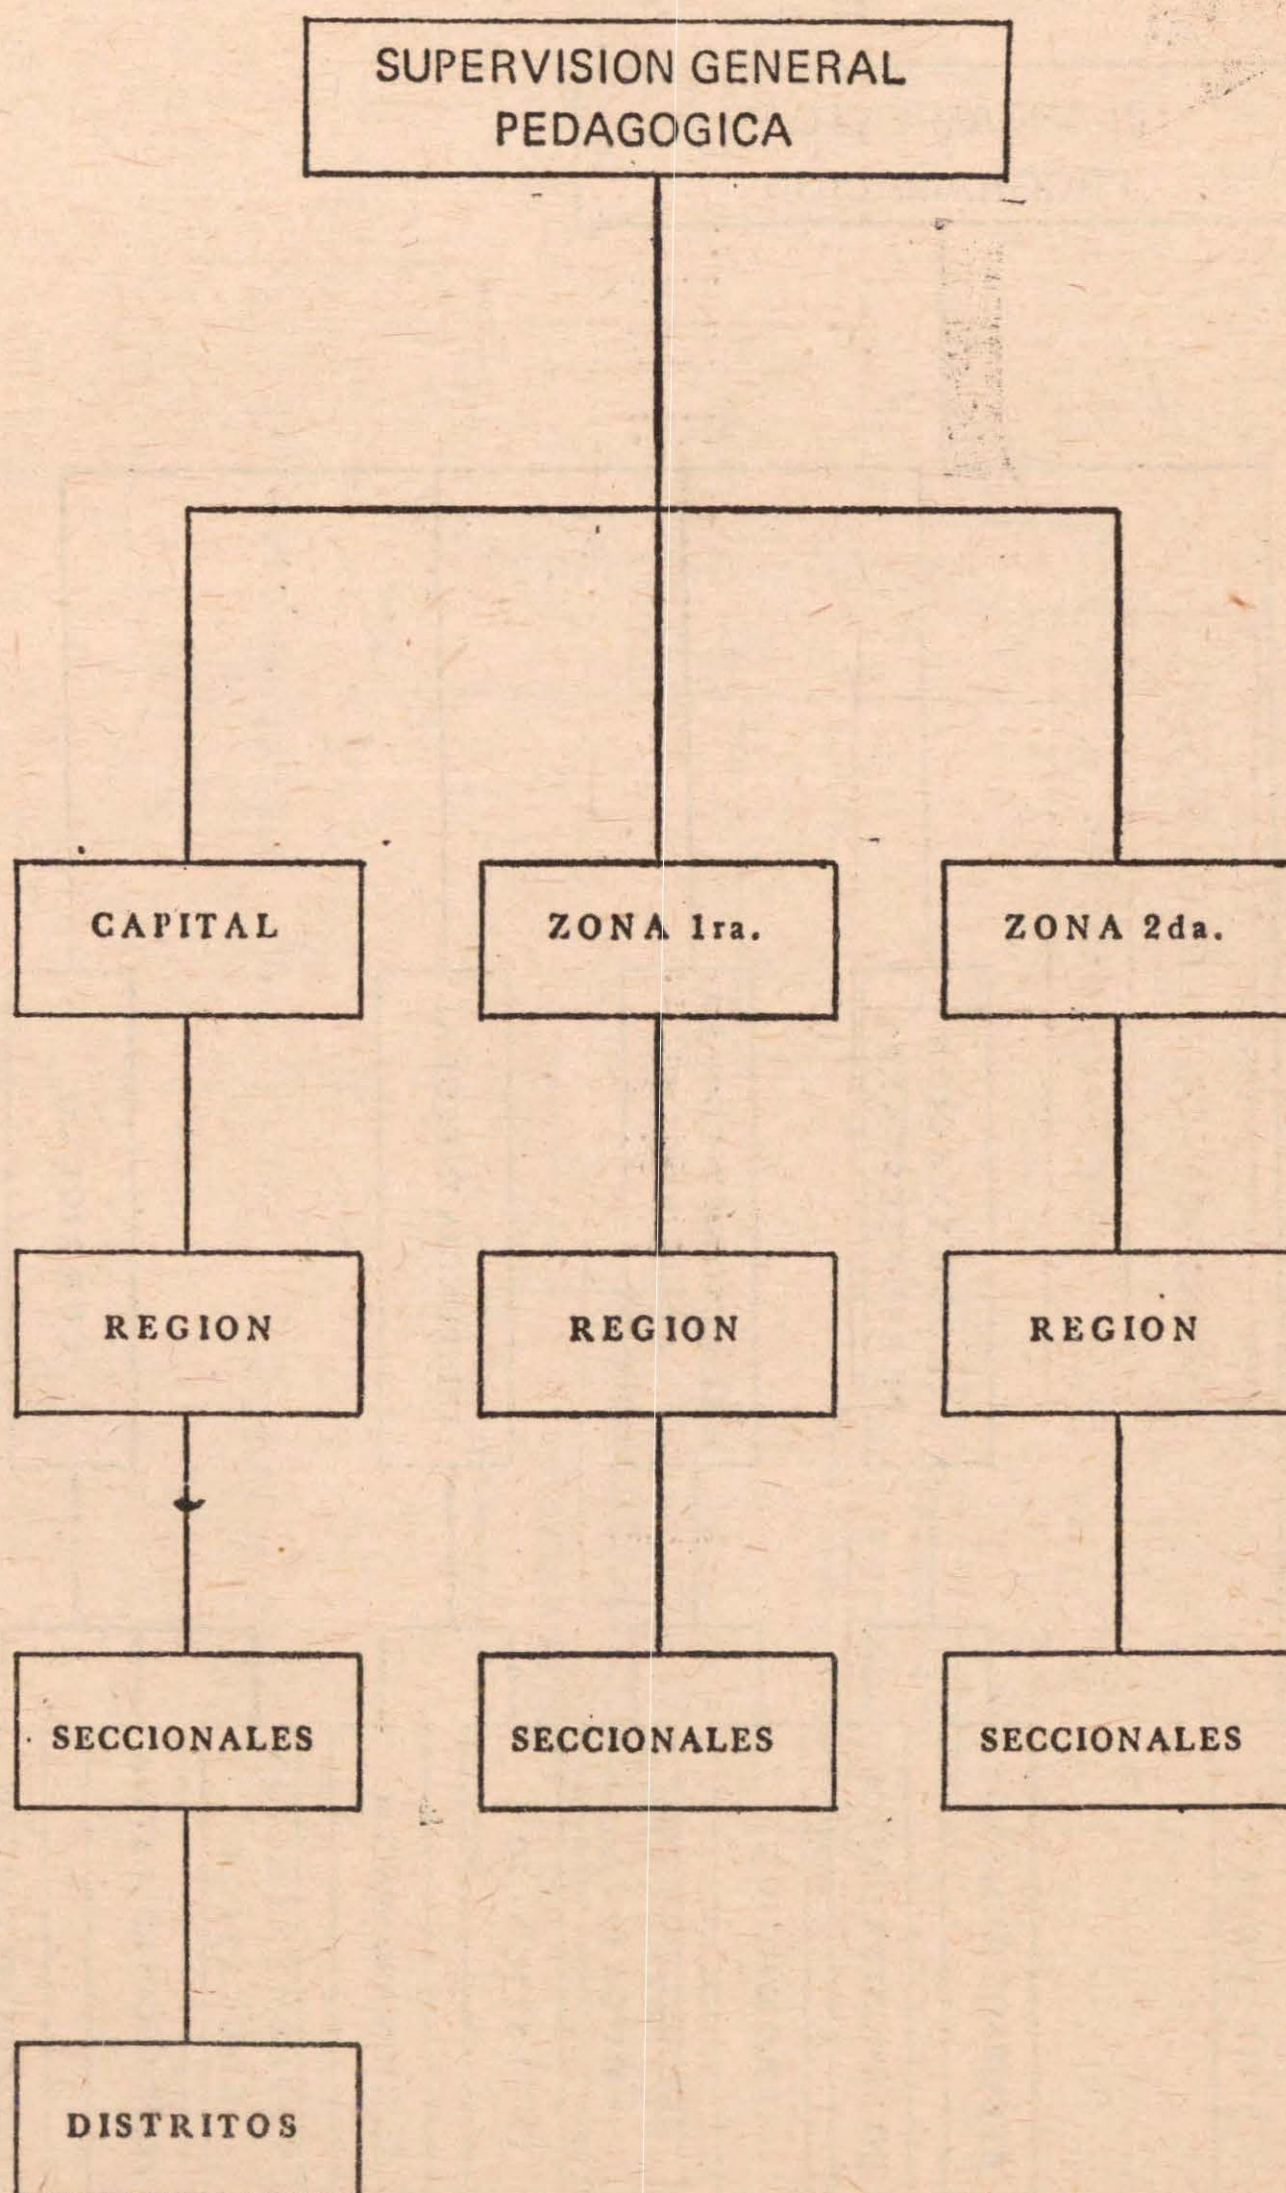 SUPERVISION GENERAL
PEDAGOGICA
CAPITAL
ZONA 1ra.
ZONA 2da.
REGION
REGION
REGION
SECCIONALES
SECCIONALES
SECCIONALES
DISTRITOS